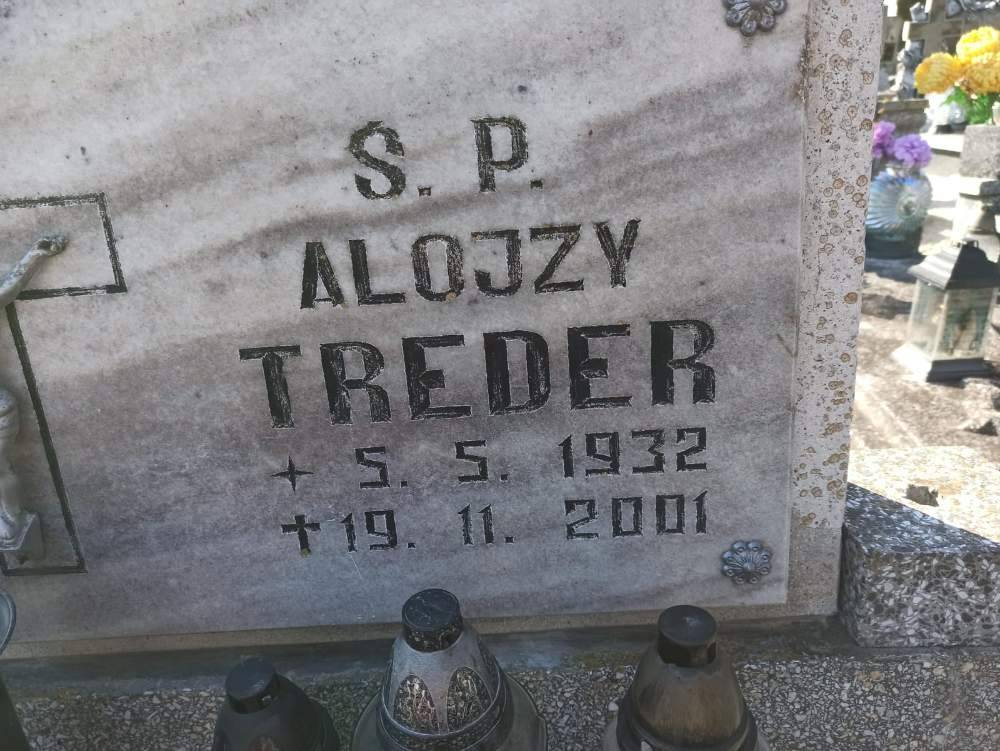 Ś. P.
ALOJZY
TREDER
5. 5. 1932
19. 11. 2001